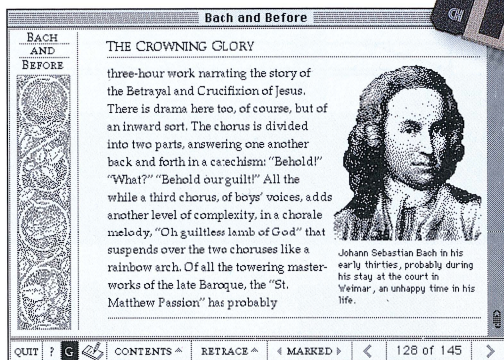 Bach and Before
BACH
AND
BEFORE
THE CROWNING GLORY
three-hour work narrating the story of
the Betrayal and Crucifixion of Jesus.
There is drama here too, of course, but of
an inward sort. The chorus is divided
into two parts, answering one another
back and forth in a catechism: "Behold!"
"What?" "Behold our guilt!" All the
while a third chorus, of boys' voices, adds
another level of complexity, in a chorale
melody, "Oh guiltless lamb of God" that
suspends over the two choruses like a
rainbow arch. Of all the towering master-
works of the late Baroque, the "St.
Matthew Passion" has probably
Johann Sebastian Bach in his
early thirties, probably during
his stay at the court in
Weimar, an unhappy time in his
life.
QUIT ? G CONTENTS RETRACE MARKED 128 of 145